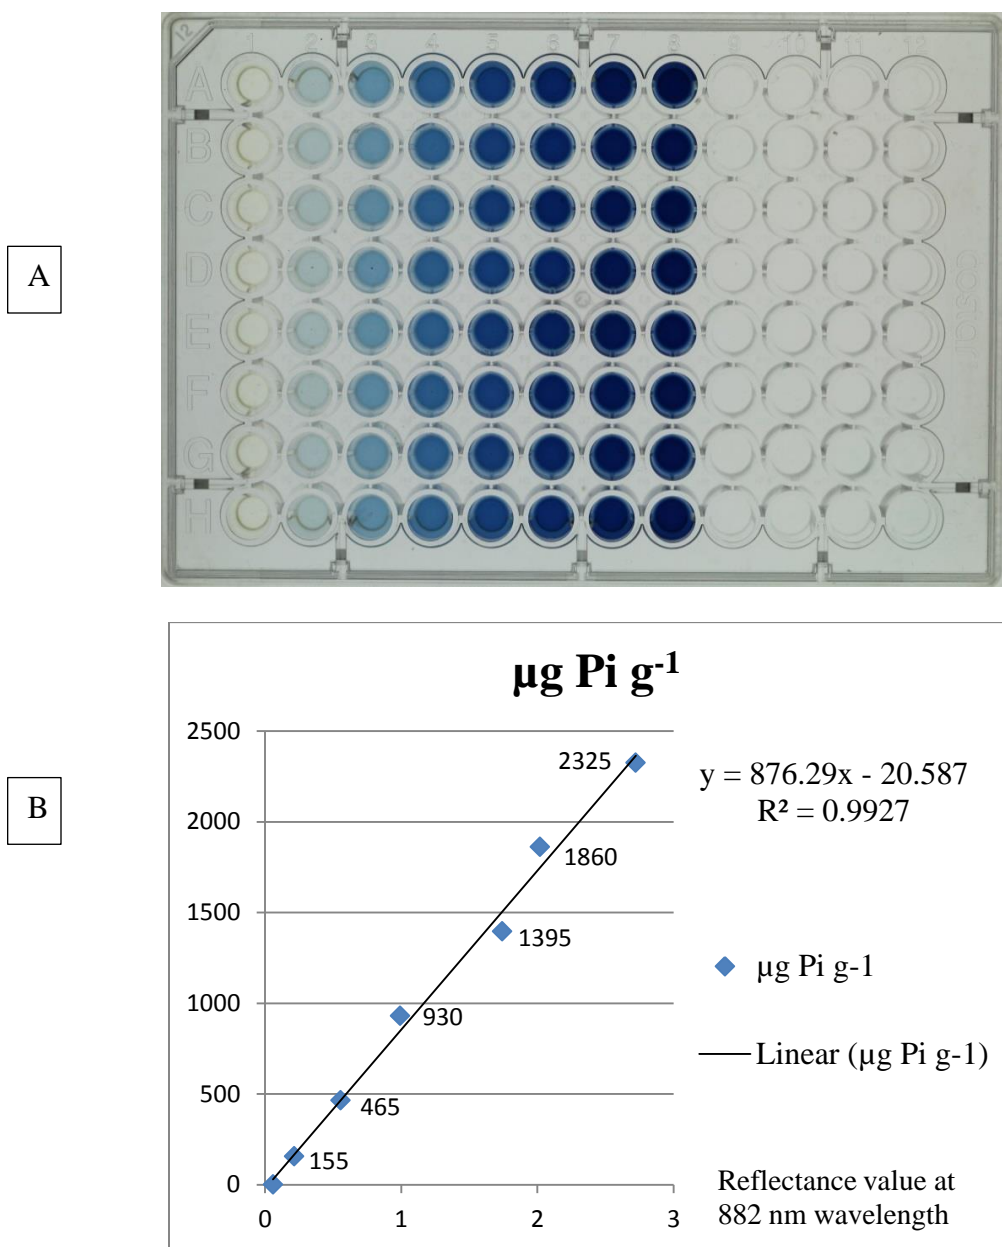 12
1 2 3 4 5 6 7 8 9 10 11 12
A
B
C
D
E
F
G
H
A
µg Pi g-1
2500
2000
1500
1000
500
0
0 1 2 3
2325
1860
1395
930
465
155
y = 876.29x - 20.587
R² = 0.9927
µg Pi g-1
Linear (µg Pi g-1)
Reflectance value at
882 nm wavelength
B